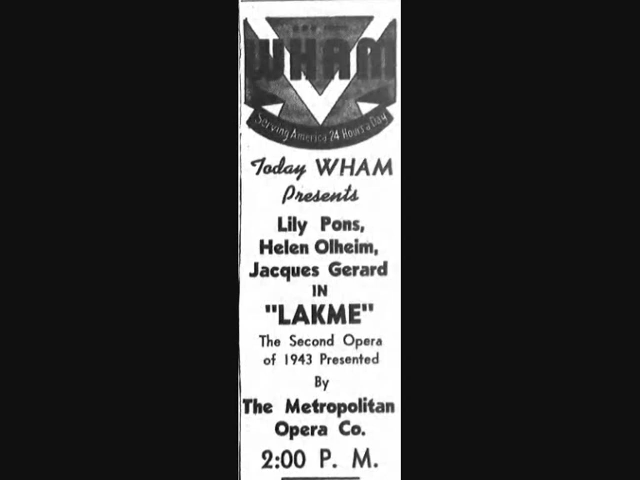 WHAM
Serving America 24 Hours a Day
Today WHAM
Presents
Lily Pons,
Helen Olheim,
Jacques Gerard
IN
"LAKME"
The Second Opera
of 1943 Presented
By
The Metropolitan
Opera Co.
2:00 P. M.